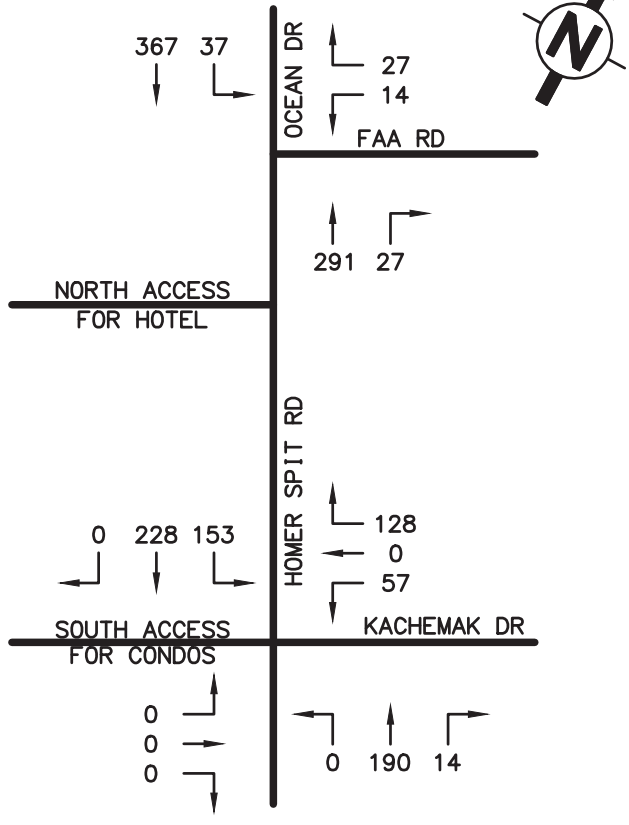 367 37
OCEAN DR
27
14
N
FAA RD
291 27
NORTH ACCESS
FOR HOTEL
HOMER SPIT RD
0 228 153
128
0
57
SOUTH ACCESS
FOR CONDOS
KACHEMAK DR
0
0
0
0 190 14